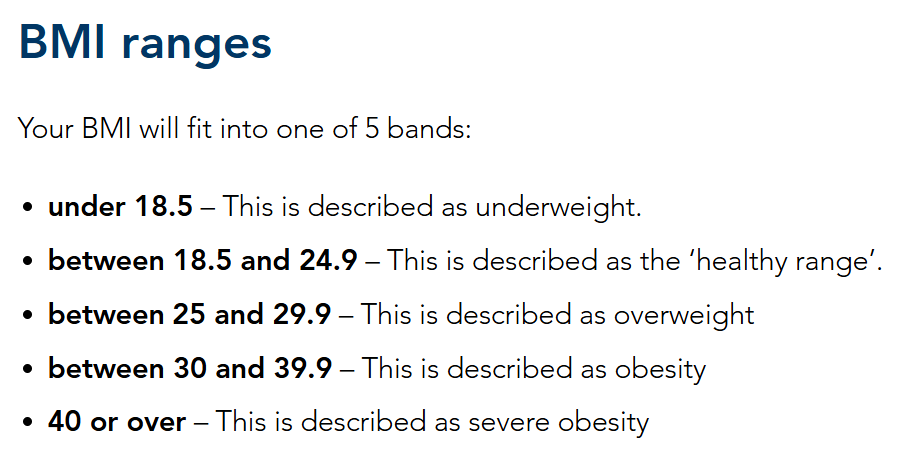 BMI ranges
Your BMI will fit into one of 5 bands:
• under 18.5 – This is described as underweight.
• between 18.5 and 24.9 – This is described as the ‘healthy range’.
• between 25 and 29.9 – This is described as overweight
• between 30 and 39.9 – This is described as obesity
• 40 or over – This is described as severe obesity